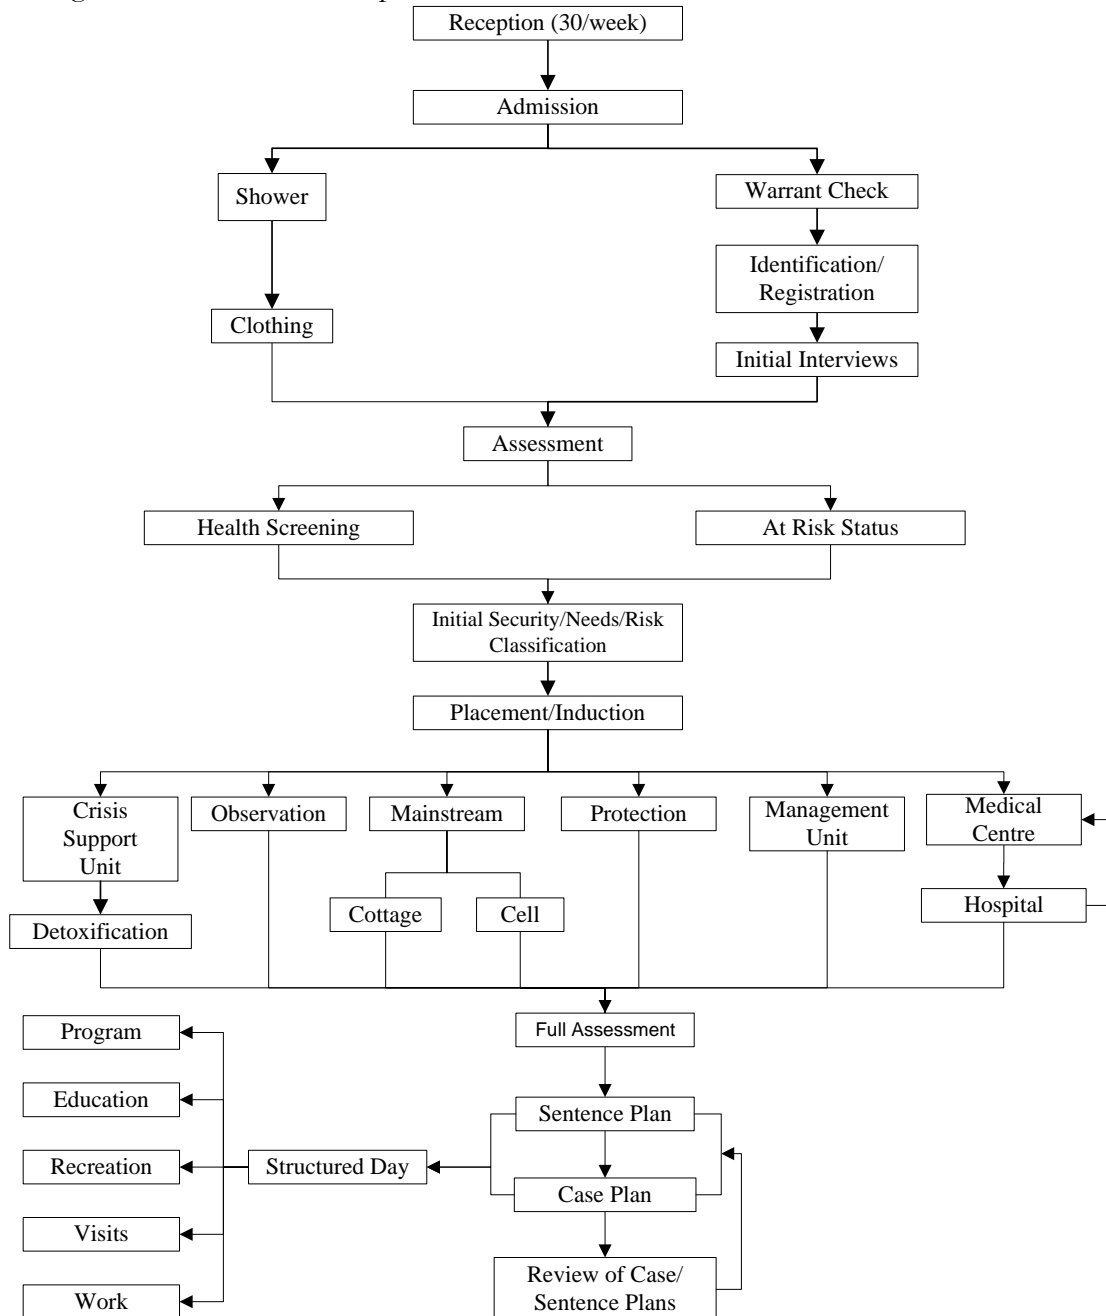 Reception (30/week)
Admission
Shower
Warrant Check
Identification/
Registration
Clothing
Initial Interviews
Assessment
Health Screening
At Risk Status
Initial Security/Needs/Risk
Classification
Placement/Induction
Crisis
Support
Unit
Observation
Mainstream
Protection
Management
Unit
Medical
Centre
Cottage
Cell
Hospital
Detoxification
Full Assessment
Program
Education
Sentence Plan
Recreation
Structured Day
Case Plan
Visits
Review of Case/
Sentence Plans
Work